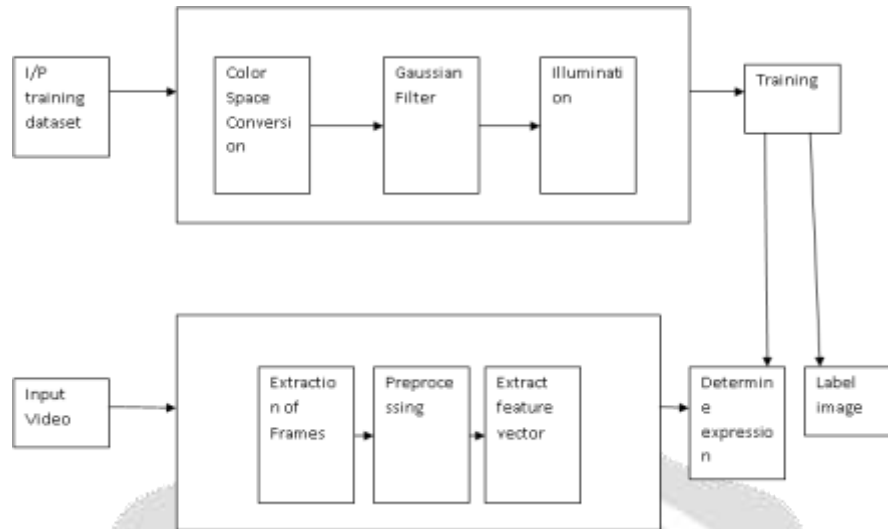 I/P
training
dataset
Color
Space
Conversi
on
Gaussian
Filter
Illuminati
on
Training
Input
Video
Extractio
n of
Frames
Preproce
ssing
Extract
feature
vector
Determin
e
expressio
n
Label
image